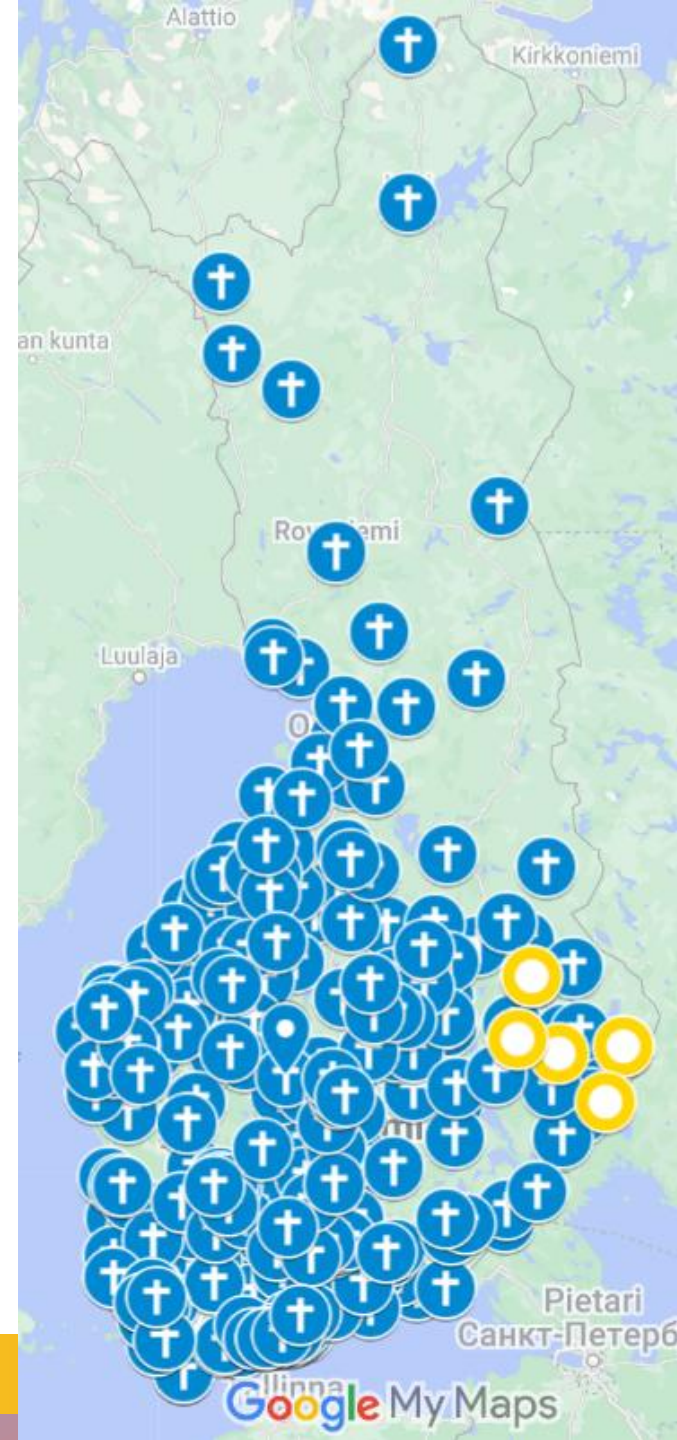 Alattio
Kirkkoniemi
an kunta
Luulaja
Pietari
Санкт-Петерб
Google My Maps